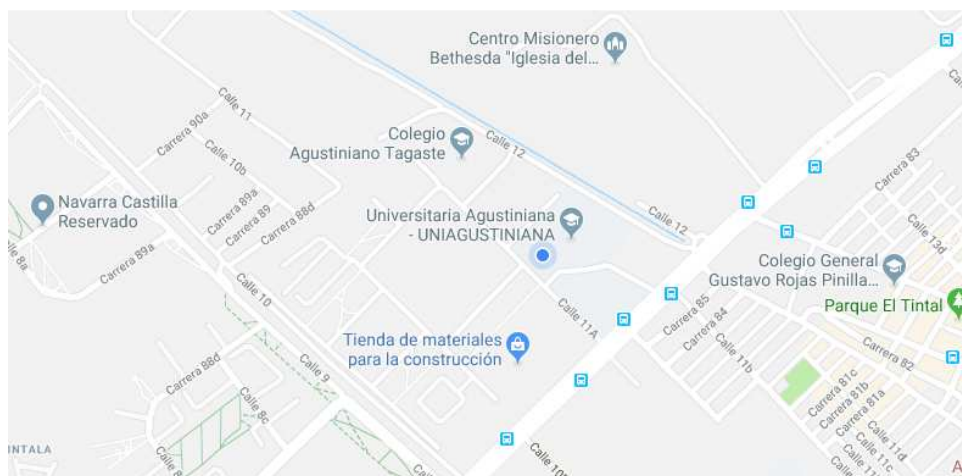 Centro Misionero
Bethesda "Iglesia del...
Calle 11
Carrera 90a
Calle 10b
Colegio
Agustiniano Tagaste
Calle 12
Carrera 83
Navarra Castilla
Reservado
Carrera 89a
Carrera 89
Carrera 88d
Universitaria Agustiniana
- UNIAGUSTINIANA
Calle 12
Calle 13d
Calle 8a
Carrera 89a
Colegio General
Gustavo Rojas Pinilla...
Calle 10
Carrera 85
Carrera 84
Parque El Tintal
Calle 11A
Tienda de materiales
para la construcción
Carrera 82
Carrera 88d
Calle 9
Calle 11b
Carrera 81c
Carrera 81b
Carrera 81a
Calle 8c
INTALA
Calle 11d
Calle 11c
A